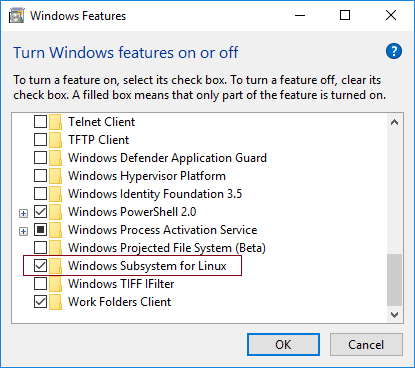 Windows Features
Turn Windows features on or off
To turn a feature on, select its check box. To turn a feature off, clear its
check box. A filled box means that only part of the feature is turned on.
Telnet Client
TFTP Client
Windows Defender Application Guard
Windows Hypervisor Platform
Windows Identity Foundation 3.5
Windows PowerShell 2.0
Windows Process Activation Service
Windows Projected File System (Beta)
Windows Subsystem for Linux
Windows TIFF IFilter
Work Folders Client
OK
Cancel